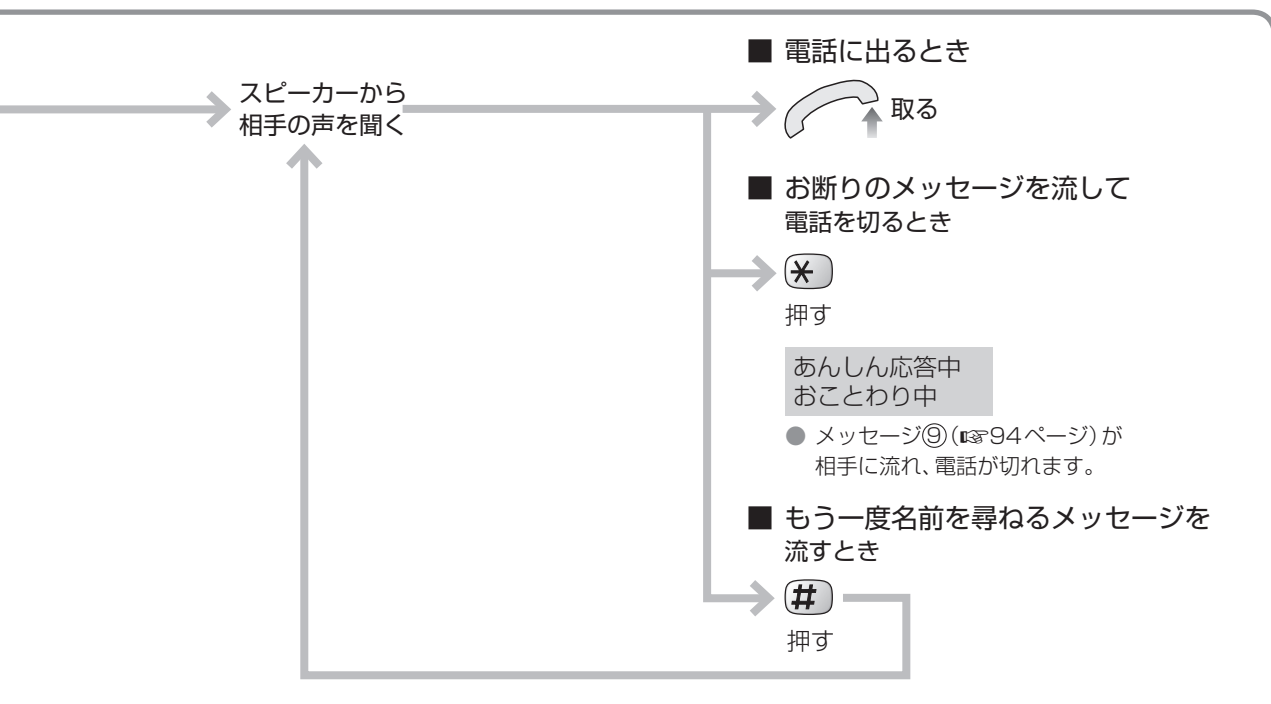 スピーカーから
相手の声を聞く
■ 電話に出るとき
取る
■ お断りのメッセージを流して
電話を切るとき
＊
押す
あんしん応答中
おことわり中
● メッセージ⑨(☞94ページ)が
相手に流れ、電話が切れます。
■ もう一度名前を尋ねるメッセージを
流すとき
#
押す